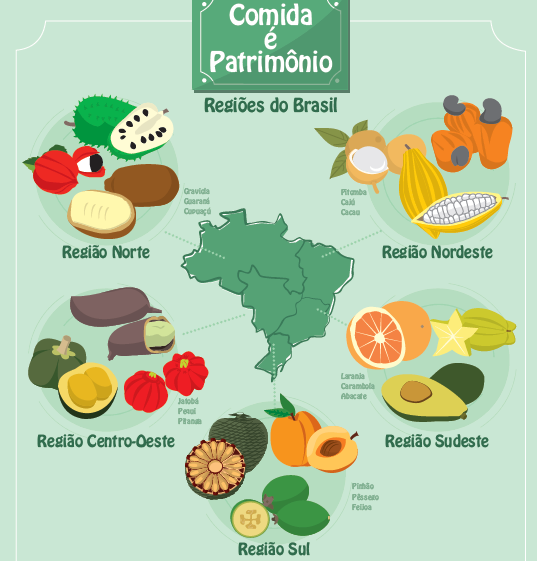 Comida
é
Patrimônio
Regiões do Brasil
Graviola
Guaraná
Cupuaçú
Região Norte
Pitomba
Cajú
Cacau
Região Nordeste
Jatobá
Pequi
Pitanga
Região Centro-Oeste
Laranja
Carambola
Abacate
Região Sudeste
Pinhão
Pêssego
Feijoa
Região Sul